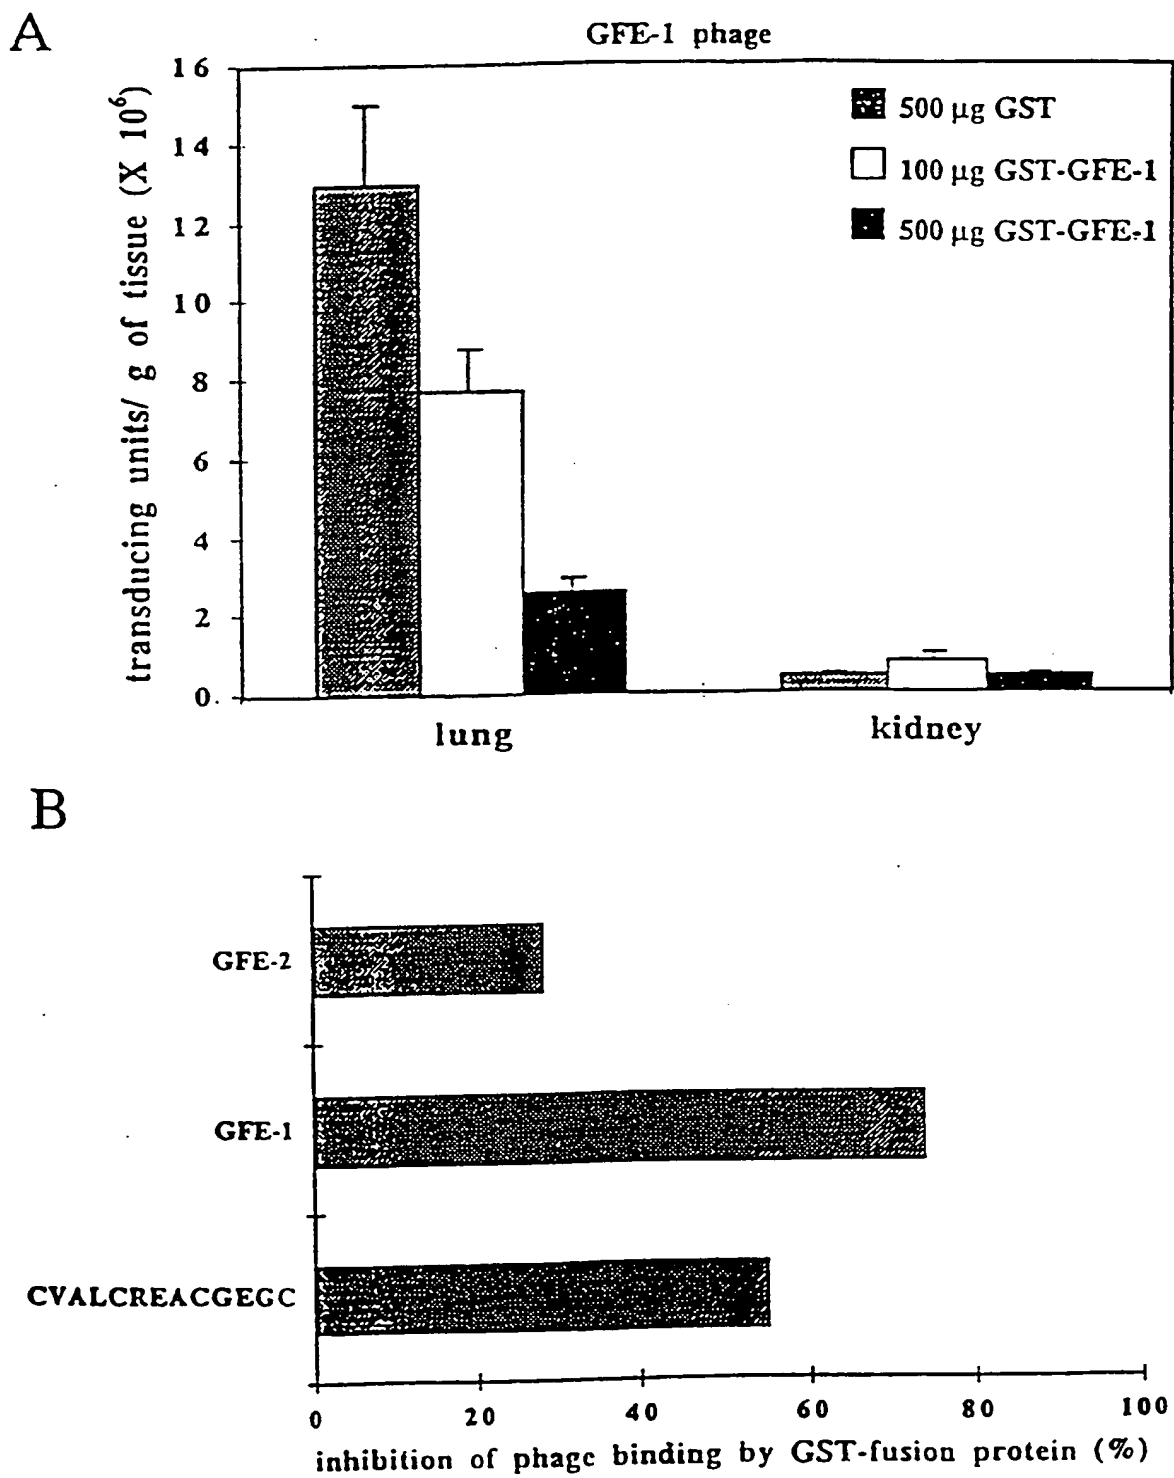 A
GFE-1 phage
transducing units/ g of tissue (X 10⁶)
16
14
12
10
8
6
4
2
0
500 µg GST
100 µg GST-GFE-1
500 µg GST-GFE-1
lung
kidney
B
GFE-2
GFE-1
CVALCREACGEGC
0 20 40 60 80 100
inhibition of phage binding by GST-fusion protein (%)